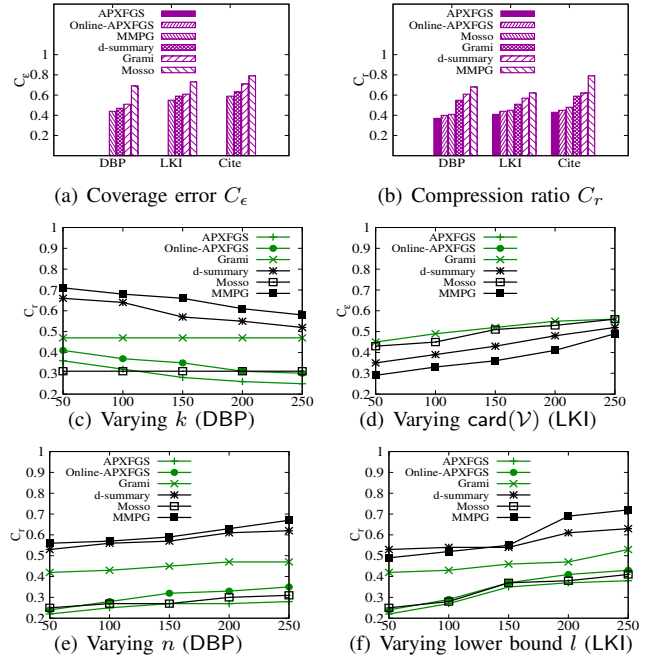 APXFGS
Online-APXFGS
MMPG
d-summary
Grami
Mosso
C_ϵ
1
0.8
0.6
0.4
0.2
DBP LKI Cite
(a) Coverage error C_ϵ
APXFGS
Online-APXFGS
Mosso
Grami
d-summary
MMPG
C_r
1
0.8
0.6
0.4
0.2
DBP LKI Cite
(b) Compression ratio C_r
APXFGS
Online-APXFGS
Grami
d-summary
Mosso
MMPG
C_r
1
0.9
0.8
0.7
0.6
0.5
0.4
0.3
0.2
50 100 150 200 250
(c) Varying k (DBP)
APXFGS
Online-APXFGS
Grami
d-summary
Mosso
MMPG
C_ε
1
0.9
0.8
0.7
0.6
0.5
0.4
0.3
0.2
50 100 150 200 250
(d) Varying card(𝒱) (LKI)
APXFGS
Online-APXFGS
Grami
d-summary
Mosso
MMPG
C_r
1
0.9
0.8
0.7
0.6
0.5
0.4
0.3
0.2
50 100 150 200 250
(e) Varying n (DBP)
APXFGS
Online-APXFGS
Grami
d-summary
Mosso
MMPG
C_r
1
0.9
0.8
0.7
0.6
0.5
0.4
0.3
0.2
50 100 150 200 250
(f) Varying lower bound l (LKI)